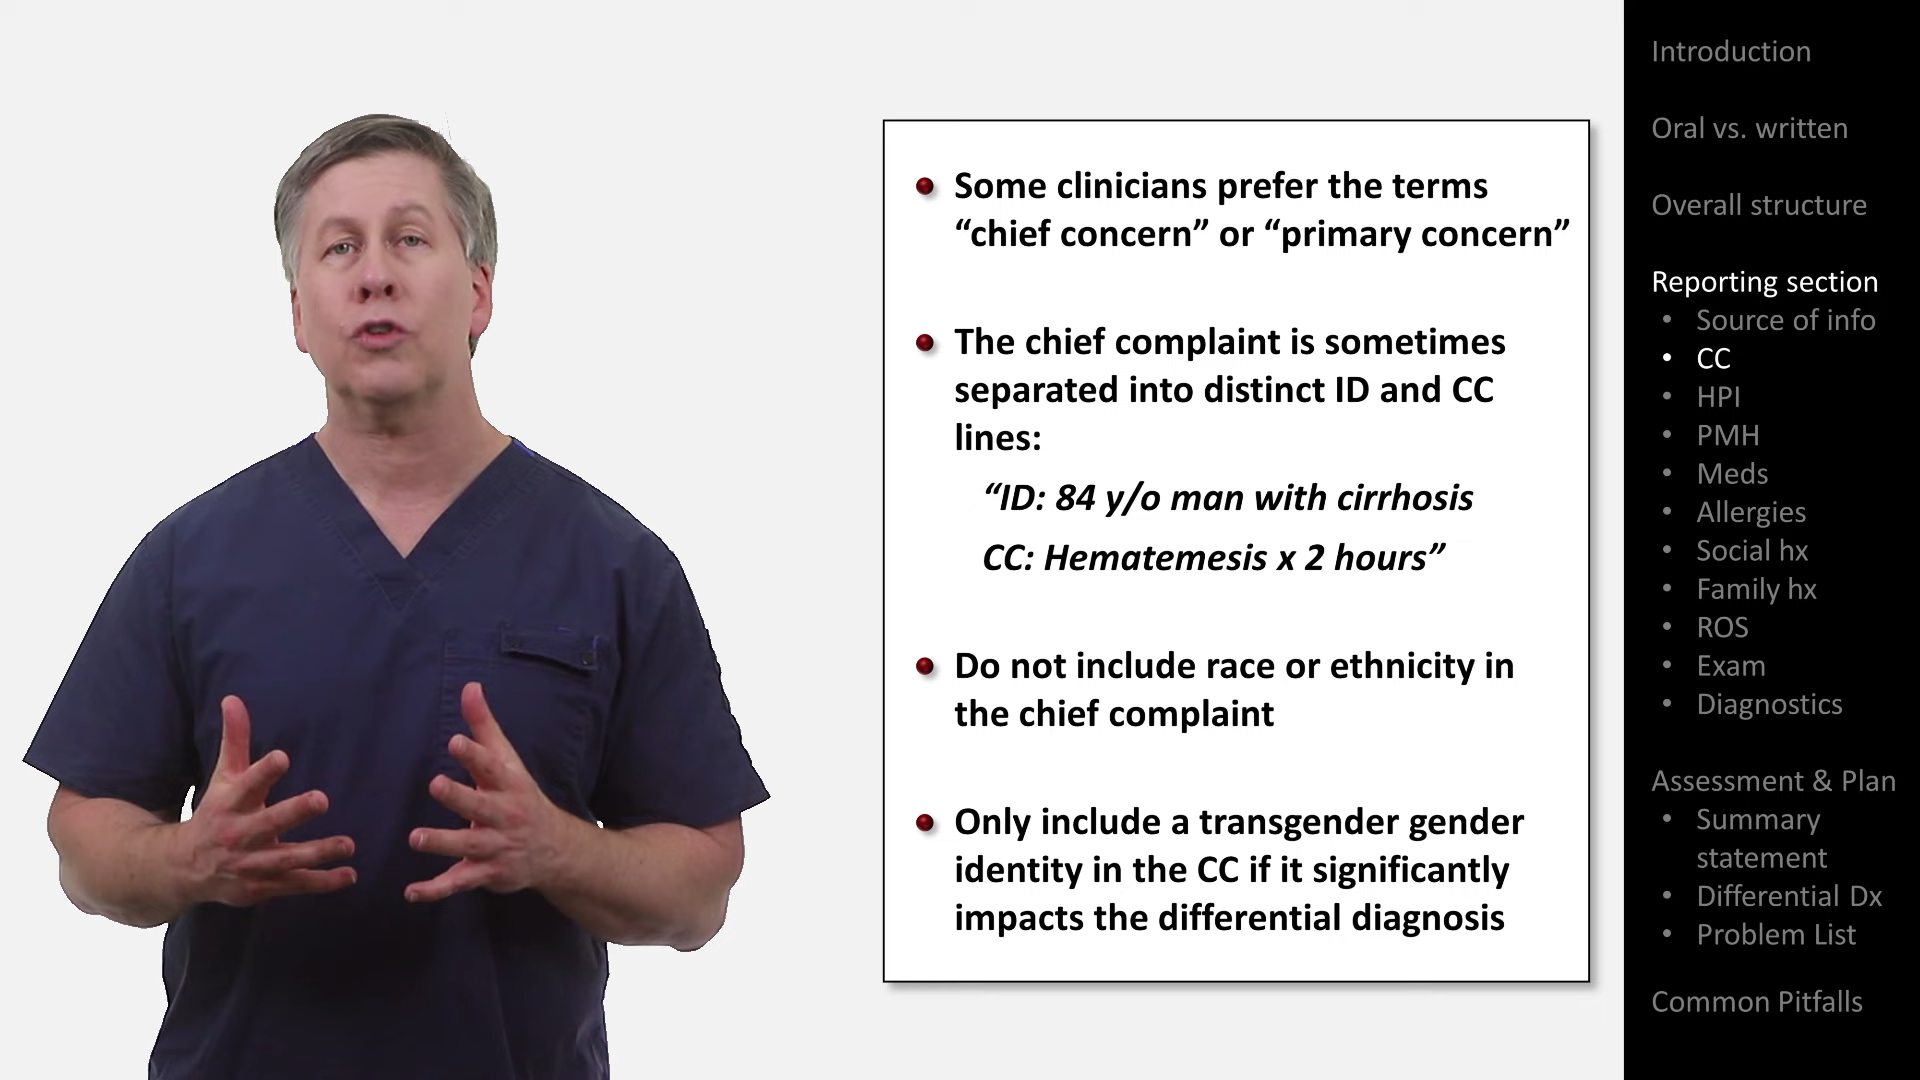 Some clinicians prefer the terms
“chief concern” or “primary concern”
The chief complaint is sometimes
separated into distinct ID and CC
lines:
“ID: 84 y/o man with cirrhosis
CC: Hematemesis x 2 hours”
Do not include race or ethnicity in
the chief complaint
Only include a transgender gender
identity in the CC if it significantly
impacts the differential diagnosis
Introduction
Oral vs. written
Overall structure
Reporting section
• Source of info
• CC
• HPI
• PMH
• Meds
• Allergies
• Social hx
• Family hx
• ROS
• Exam
• Diagnostics
Assessment & Plan
• Summary
statement
• Differential Dx
• Problem List
Common Pitfalls